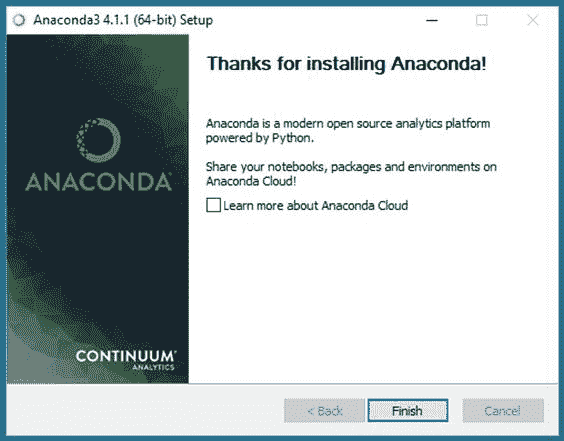 Anaconda3 4.1.1 (64-bit) Setup
Thanks for installing Anaconda!
Anaconda is a modern open source analytics platform
powered by Python.
Share your notebooks, packages and environments on
Anaconda Cloud!
Learn more about Anaconda Cloud
ANACONDA
CONTINUUM
ANALYTICS
< Back
Finish
Cancel